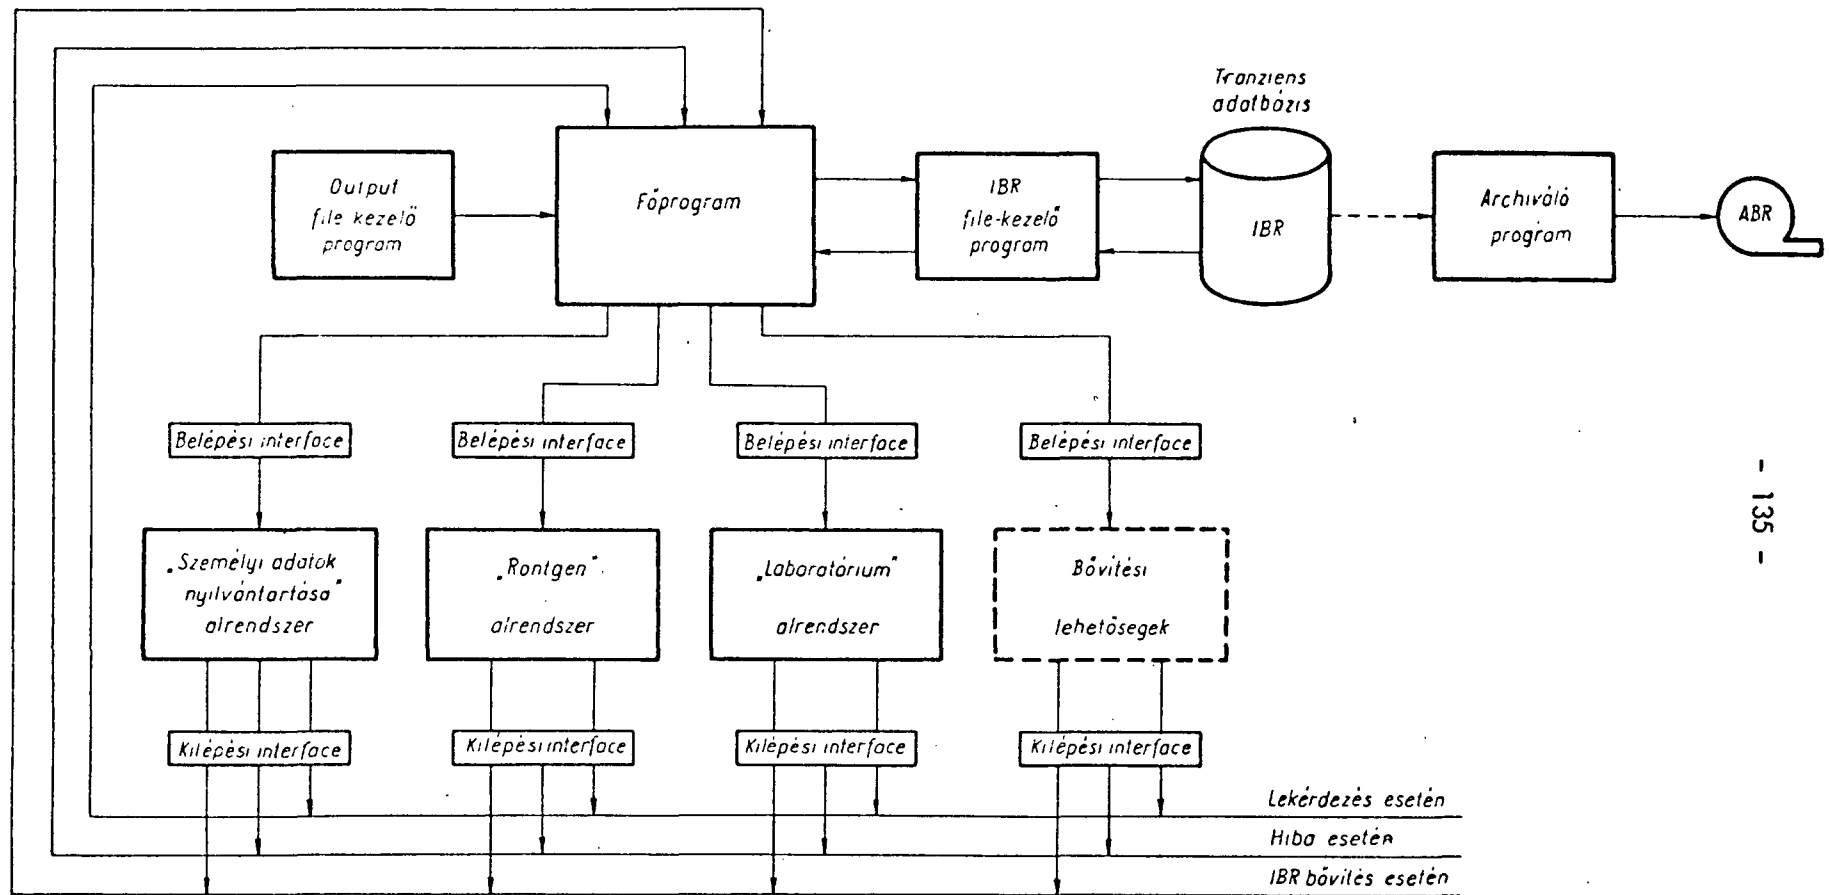 Tranziens
adatbázis
Output
file kezelő
program
Főprogram
IBR
file-kezelő
program
IBR
Archiváló
program
ABR
Belépési interface
Belépési interface
Belépési interface
Belépési interface
"Személyi adatok
nyilvántartása"
alrendszer
"Rontgen"
alrendszer
"Laboratórium"
alrendszer
Bővitési
lehetőségek
Kilépési interface
Kilépési interface
Kilépési interface
Kilépési interface
Lekérdezés esetén
Hiba esetén
IBR bővités esetén
- 135 -